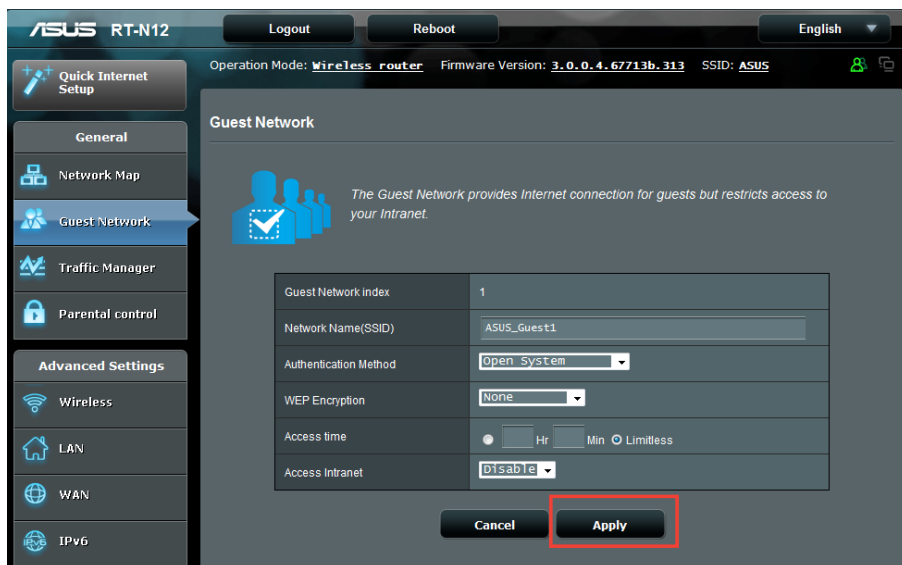 ASUS RT-N12
Logout
Reboot
English
Quick Internet
Setup
Operation Mode: Wireless router Firmware Version: 3.0.0.4.67713b.313 SSID: ASUS
General
Network Map
Guest Network
Traffic Manager
Parental control
Advanced Settings
Wireless
LAN
WAN
IPv6
Guest Network
The Guest Network provides Internet connection for guests but restricts access to
your Intranet.
Guest Network index 1
Network Name(SSID) ASUS_Guest1
Authentication Method Open System
WEP Encryption None
Access time Hr Min Limitless
Access Intranet Disable
Cancel
Apply